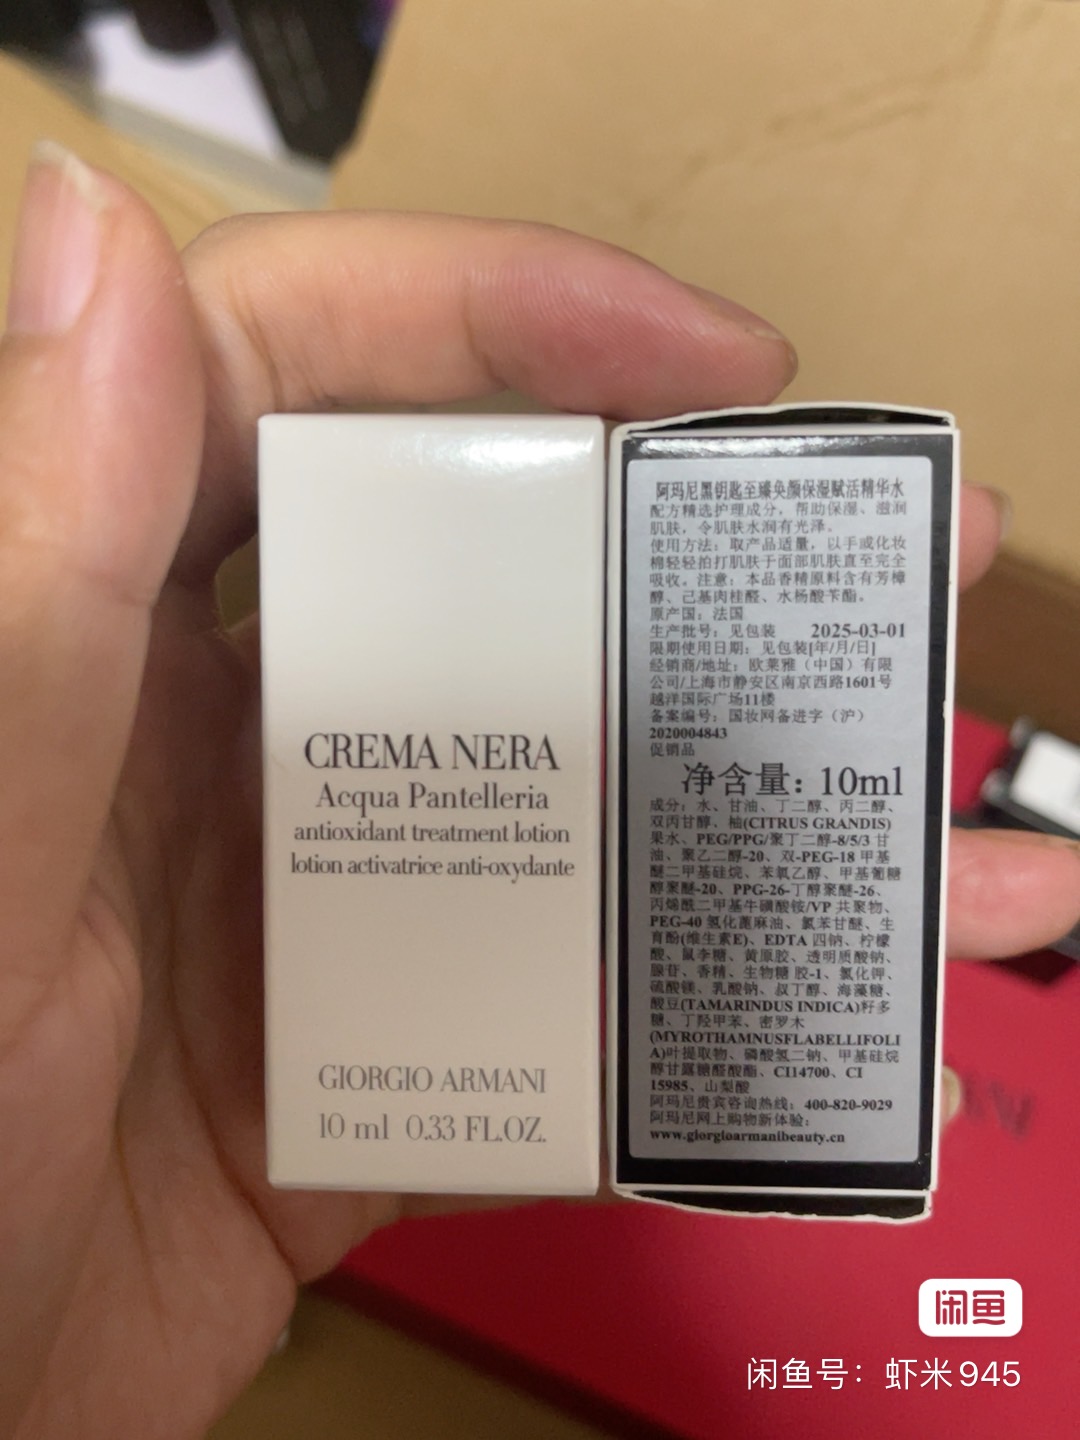 CREMA NERA
Acqua Pantelleria
antioxidant treatment lotion
lotion activatrice anti-oxydante
GIORGIO ARMANI
10 ml 0.33 FL.OZ.
阿玛尼黑钥匙至臻奂颜保湿赋活精华水
配方精选护理成分，帮助保湿、滋润
肌肤，令肌肤水润有光泽。
使用方法：取产品适量，以手或化妆
棉轻轻拍打肌肤于面部肌肤直至完全
吸收。注意：本品香精原料含有芳樟
醇、己基肉桂醛、水杨酸苄酯。
原产国：法国
生产批号：见包装 2025-03-01
限期使用日期：见包装[年/月/日]
经销商/地址：欧莱雅（中国）有限
公司/上海市静安区南京西路1601号
越洋国际广场11楼
备案编号：国妆网备进字（沪）
2020004843
促销品
净含量：10ml
成分：水、甘油、丁二醇、丙二醇、
双丙甘醇、柚(CITRUS GRANDIS)
果水、PEG/PPG/聚丁二醇-8/5/3 甘
油、聚乙二醇-20、双-PEG-18 甲基
醚二甲基硅烷、苯氧乙醇、甲基葡糖
醇聚醚-20、PPG-26-丁醇聚醚-26、
丙烯酰二甲基牛磺酸铵/VP 共聚物、
PEG-40 氢化蓖麻油、氯苯甘醚、生
育酚(维生素E)、EDTA 四钠、柠檬
酸、鼠李糖、黄原胶、透明质酸钠、
腺苷、香精、生物糖 胶-1、氯化钾、
硫酸镁、乳酸钠、叔丁醇、海藻糖、
酸豆(TAMARINDUS INDICA)籽多
糖、丁羟甲苯、密罗木
(MYROTHAMNUSFLABELLIFOLI
A)叶提取物、磷酸氢二钠、甲基硅烷
醇甘露糖醛酸酯、CI14700、CI
15985、山梨酸
阿玛尼贵宾咨询热线：400-820-9029
阿玛尼网上购物新体验：
www.giorgioarmanibeauty.cn
闲鱼
闲鱼号：虾米945